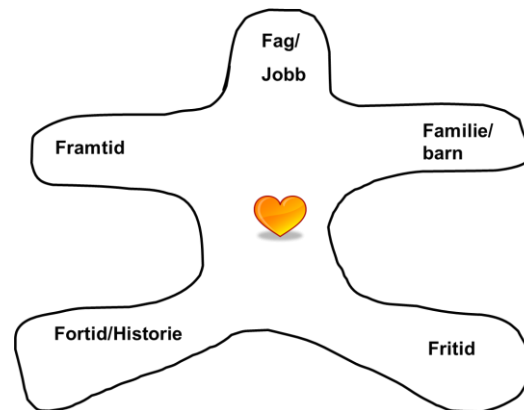 Fag/
Jobb
Framtid
Familie/
barn
Fortid/Historie
Fritid